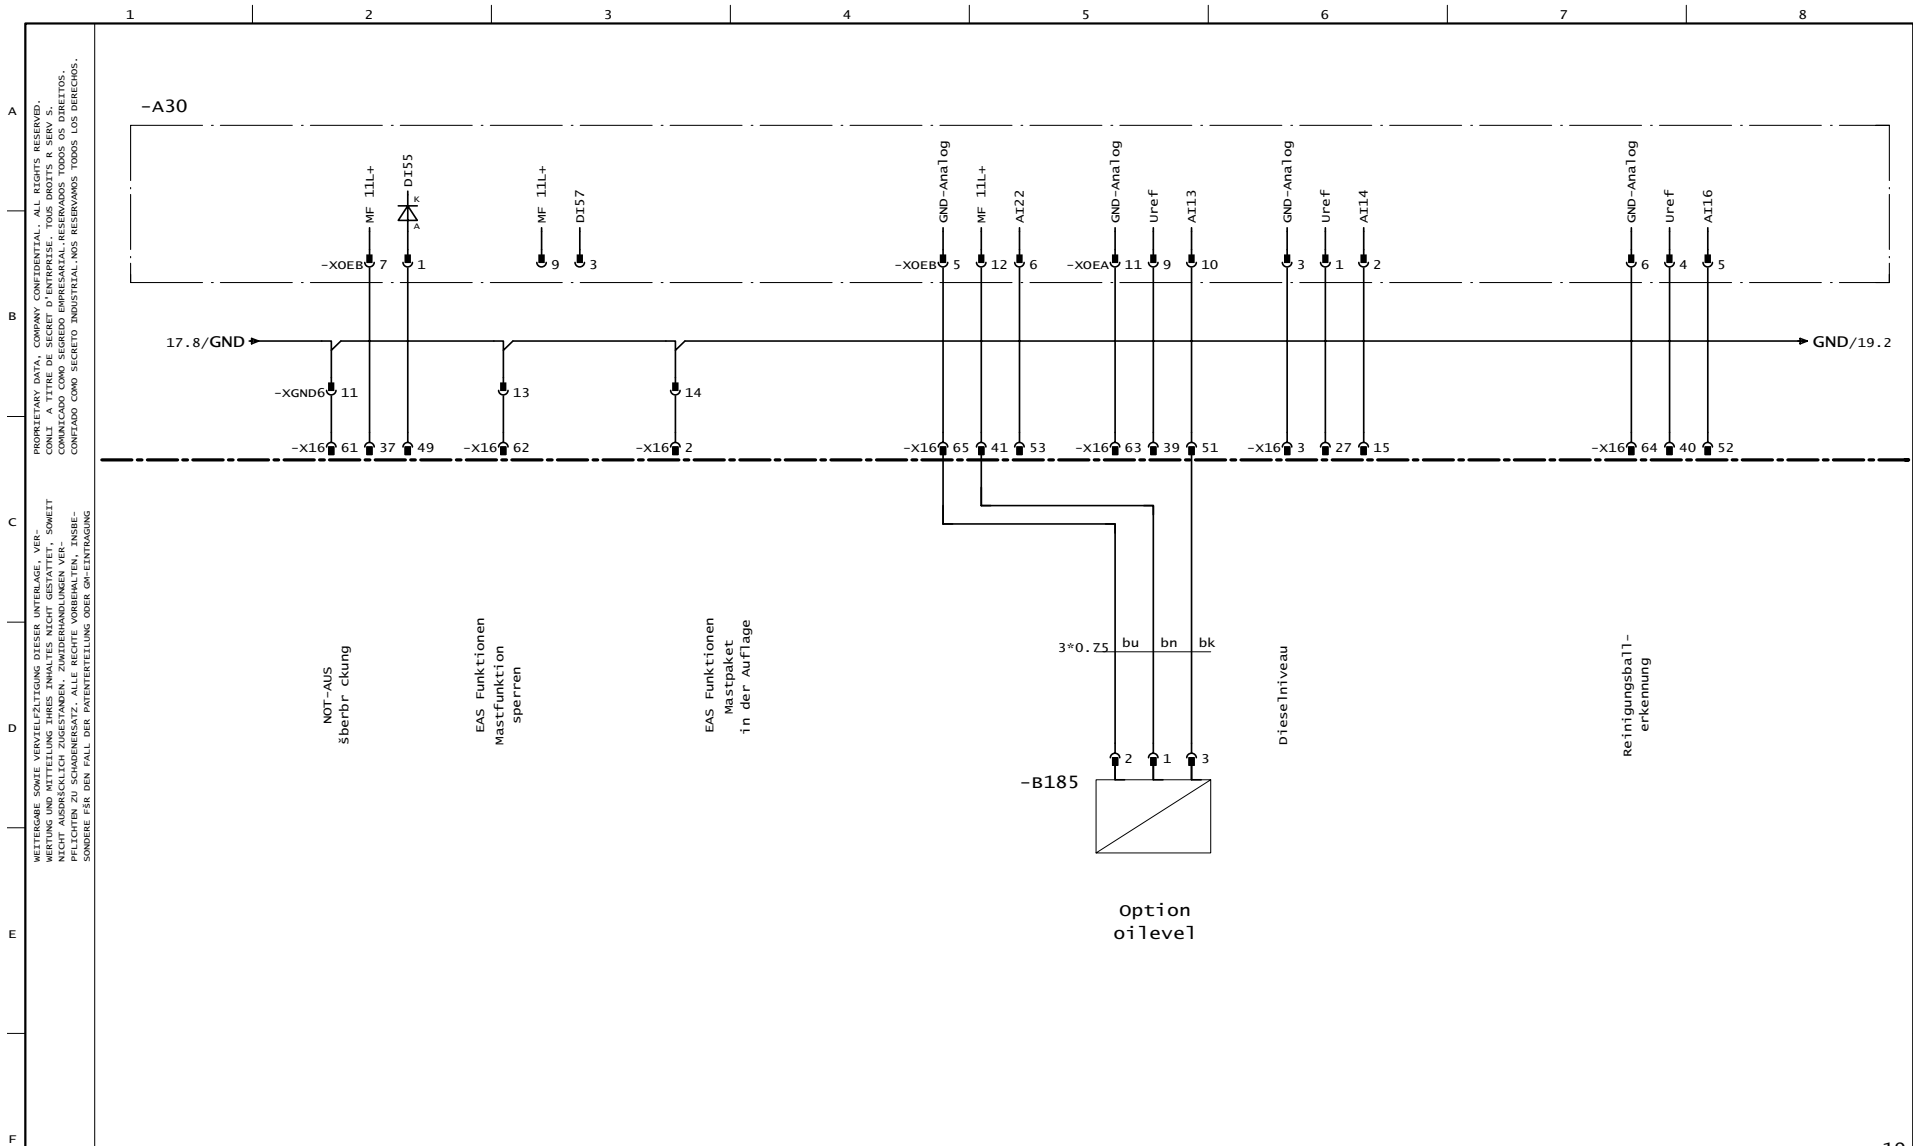 1 2 3 4 5 6 7 8
A
B
C
D
E
F
PROPRIETARY DATA, COMPANY CONFIDENTIAL. ALL RIGHTS RESERVED.
CONLI A TITRE DE SECRET D'ENTRPRISE. TOUS DROITS R SERV S.
COMUNICADO COMO SEGREDO EMPRESARIAL.RESERVADOS TODOS OS DIREITOS.
CONFIADO COMO SECRETO INDUSTRIAL.NOS RESERVAMOS TODOS LOS DERECHOS.
WEITERGABE SOWIE VERVIELFŽLTIGUNG DIESER UNTERLAGE, VER-
WERTUNG UND MITTEILUNG IHRES INHALTES NICHT GESTATTET, SOWEIT
NICHT AUSDRŠCKLICH ZUGESTANDEN. ZUWIDERHANDLUNGEN VER-
PFLICHTEN ZU SCHADENERSATZ. ALLE RECHTE VORBEHALTEN, INSBE-
SONDERE FŠR DEN FALL DER PATENTERTEILUNG ODER GM-EINTRAGUNG
-A30
MF 11L+
DI55
K
A
MF 11L+
DI57
GND-Analog
MF 11L+
AI22
GND-Analog
Uref
AI13
GND-Analog
Uref
AI14
GND-Analog
Uref
AI16
-XOEB 7 1 9 3 -XOEB 5 12 6 -XOEA 11 9 10 3 1 2 6 4 5
17.8/GND GND/19.2
-XGND6 11 13 14
-X16 61 37 49 -X16 62 -X16 2 -X16 65 41 53 -X16 63 39 51 -X16 3 27 15 -X16 64 40 52
NOT-AUS
šberbr ckung
EAS Funktionen
Mastfunktion
sperren
EAS Funktionen
Mastpaket
in der Auflage
3*0.75 bu bn bk
Dieselniveau
Reinigungsball-
erkennung
2 1 3
-B185
Option
oilevel